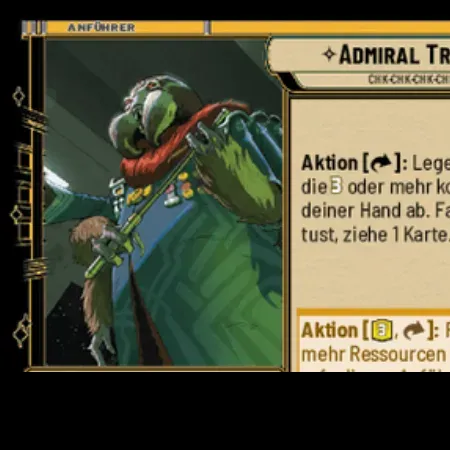 ANFÜHRER
ADMIRAL TR
CHK-CHK-CHK-CH
Aktion [ ]: Lege
die 3 oder mehr ko
deiner Hand ab. Fa
tust, ziehe 1 Karte.
Aktion [3, ]: F
mehr Ressourcen